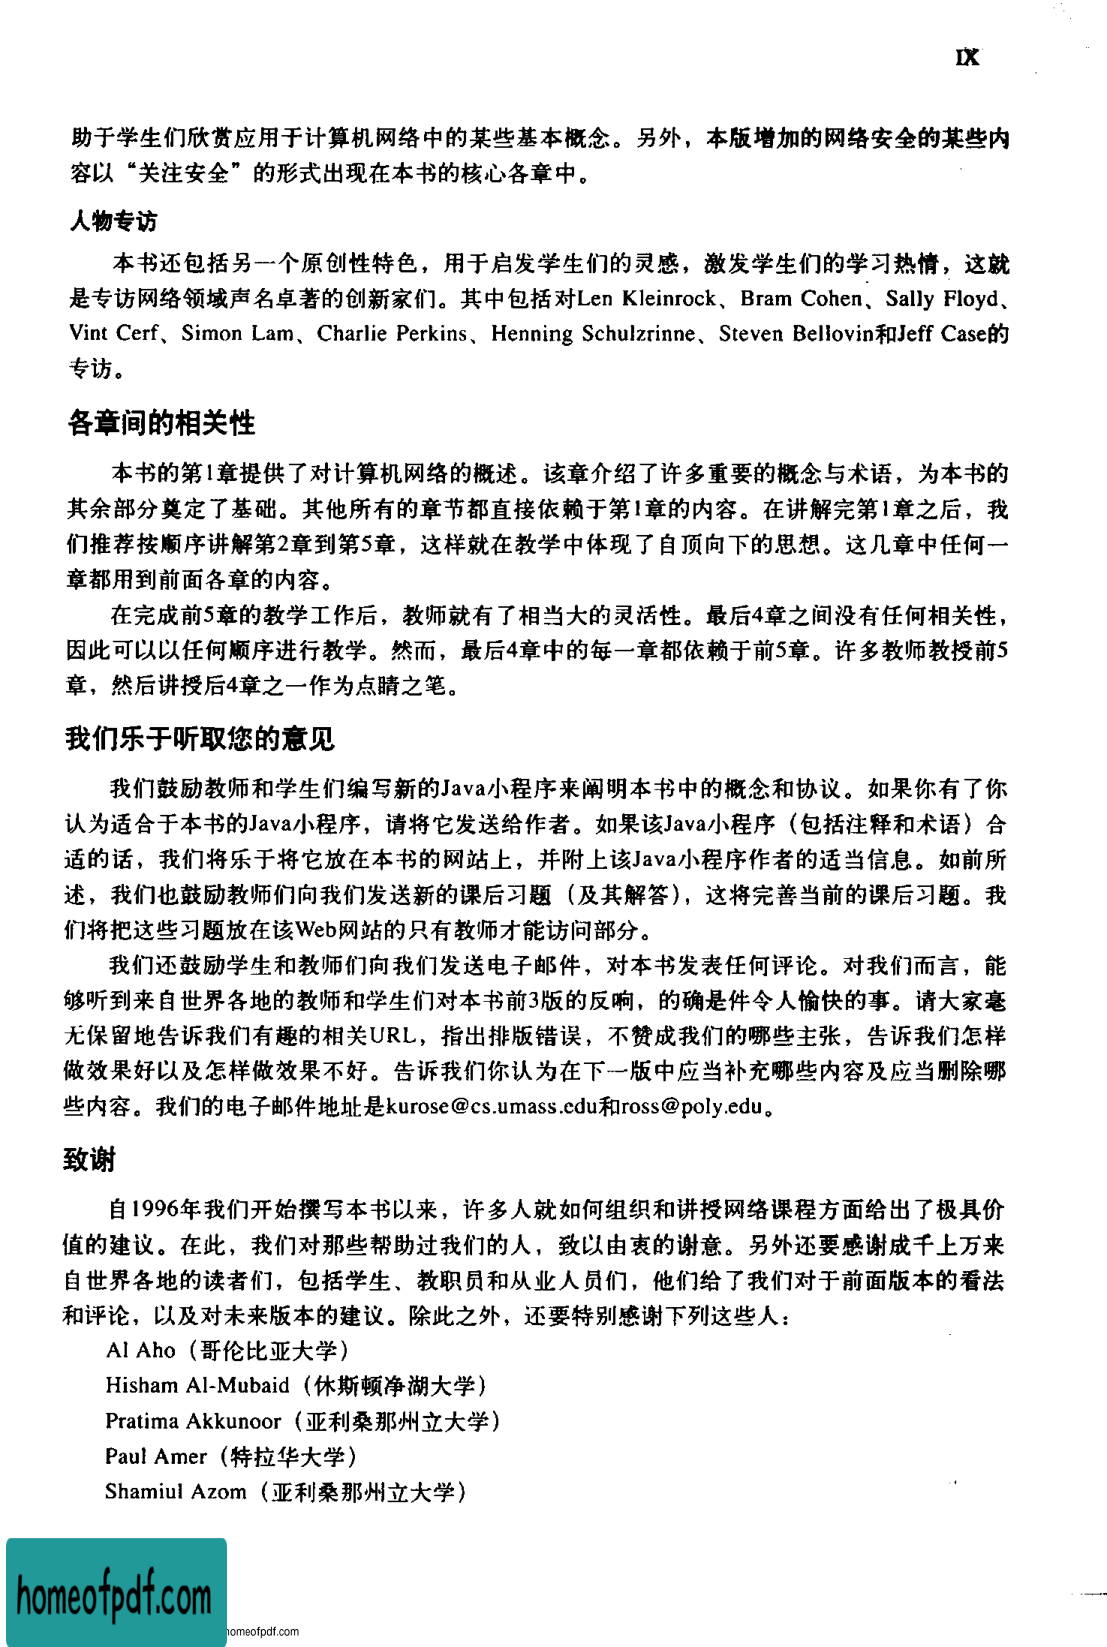 IX
助于学生们欣赏应用于计算机网络中的某些基本概念。另外，本版增加的网络安全的某些内
容以“关注安全”的形式出现在本书的核心各章中。
人物专访
本书还包括另一个原创性特色，用于启发学生们的灵感，激发学生们的学习热情，这就
是专访网络领域声名卓著的创新家们。其中包括对Len Kleinrock、Bram Cohen、Sally Floyd、
Vint Cerf、Simon Lam、Charlie Perkins、Henning Schulzrinne、Steven Bellovin和Jeff Case的
专访。
各章间的相关性
本书的第1章提供了对计算机网络的概述。该章介绍了许多重要的概念与术语，为本书的
其余部分奠定了基础。其他所有的章节都直接依赖于第1章的内容。在讲解完第1章之后，我
们推荐按顺序讲解第2章到第5章，这样就在教学中体现了自顶向下的思想。这几章中任何一
章都用到前面各章的内容。
在完成前5章的教学工作后，教师就有了相当大的灵活性。最后4章之间没有任何相关性，
因此可以以任何顺序进行教学。然而，最后4章中的每一章都依赖于前5章。许多教师教授前5
章，然后讲授后4章之一作为点睛之笔。
我们乐于听取您的意见
我们鼓励教师和学生们编写新的Java小程序来阐明本书中的概念和协议。如果你有了你
认为适合于本书的Java小程序，请将它发送给作者。如果该Java小程序（包括注释和术语）合
适的话，我们将乐于将它放在本书的网站上，并附上该Java小程序作者的适当信息。如前所
述，我们也鼓励教师们向我们发送新的课后习题（及其解答），这将完善当前的课后习题。我
们将把这些习题放在该Web网站的只有教师才能访问部分。
我们还鼓励学生和教师们向我们发送电子邮件，对本书发表任何评论。对我们而言，能
够听到来自世界各地的教师和学生们对本书前3版的反响，的确是件令人愉快的事。请大家毫
无保留地告诉我们有趣的相关URL，指出排版错误，不赞成我们的哪些主张，告诉我们怎样
做效果好以及怎样做效果不好。告诉我们你认为在下一版中应当补充哪些内容及应当删除哪
些内容。我们的电子邮件地址是kurose@cs.umass.edu和ross@poly.edu。
致谢
自1996年我们开始撰写本书以来，许多人就如何组织和讲授网络课程方面给出了极具价
值的建议。在此，我们对那些帮助过我们的人，致以由衷的谢意。另外还要感谢成千上万来
自世界各地的读者们，包括学生、教职员和从业人员们，他们给了我们对于前面版本的看法
和评论，以及对未来版本的建议。除此之外，还要特别感谢下列这些人：
Al Aho（哥伦比亚大学）
Hisham Al-Mubaid（休斯顿净湖大学）
Pratima Akkunoor（亚利桑那州立大学）
Paul Amer（特拉华大学）
Shamiul Azom（亚利桑那州立大学）
homeofpdf.com
homeofpdf.com